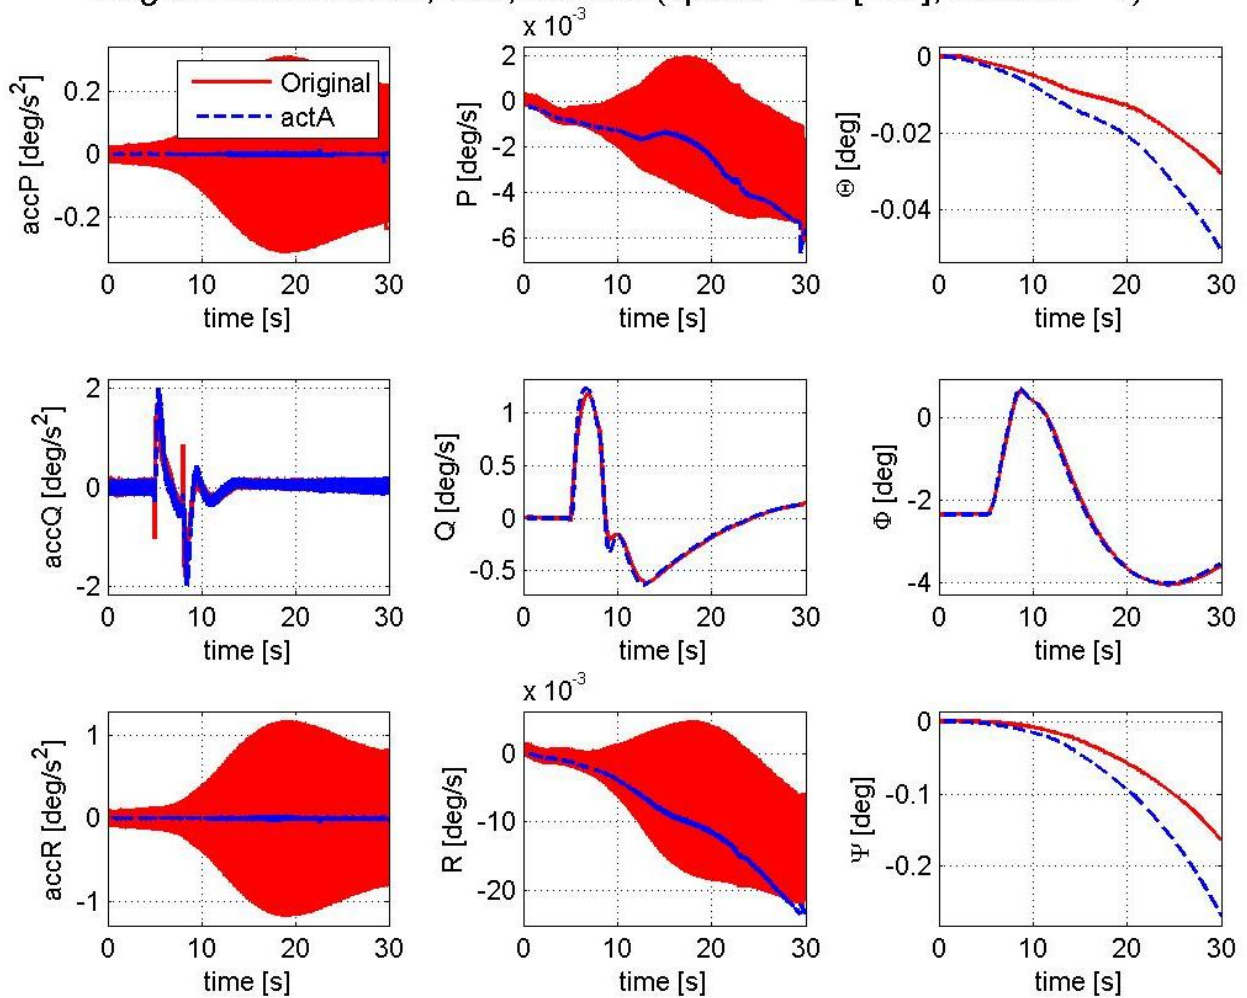 x 10⁻³
0.2
0
-0.2
accP [deg/s²]
Original
actA
0 10 20 30
time [s]
2
0
-2
-4
-6
P [deg/s]
0 10 20 30
time [s]
0
-0.02
-0.04
Θ [deg]
0 10 20 30
time [s]
2
0
-2
accQ [deg/s²]
0 10 20 30
time [s]
1
0.5
0
-0.5
Q [deg/s]
0 10 20 30
time [s]
0
-2
-4
Φ [deg]
0 10 20 30
time [s]
1
0
-1
accR [deg/s²]
0 10 20 30
time [s]
x 10⁻³
0
-10
-20
R [deg/s]
0 10 20 30
time [s]
0
-0.1
-0.2
Ψ [deg]
0 10 20 30
time [s]